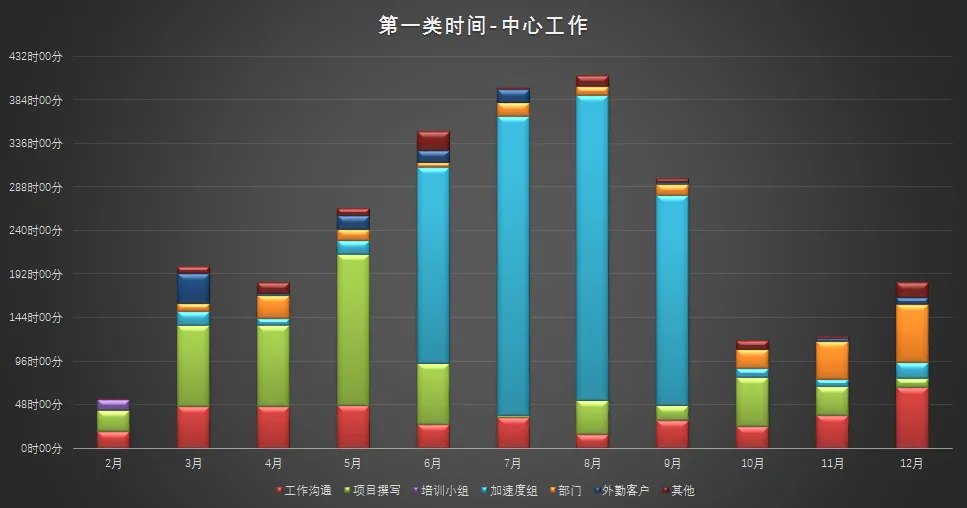 第一类时间-中心工作
432时00分
384时00分
336时00分
288时00分
240时00分
192时00分
144时00分
96时00分
48时00分
0时00分
2月 3月 4月 5月 6月 7月 8月 9月 10月 11月 12月
工作沟通 项目撰写 培训小组 加速度组 部门 外勤客户 其他